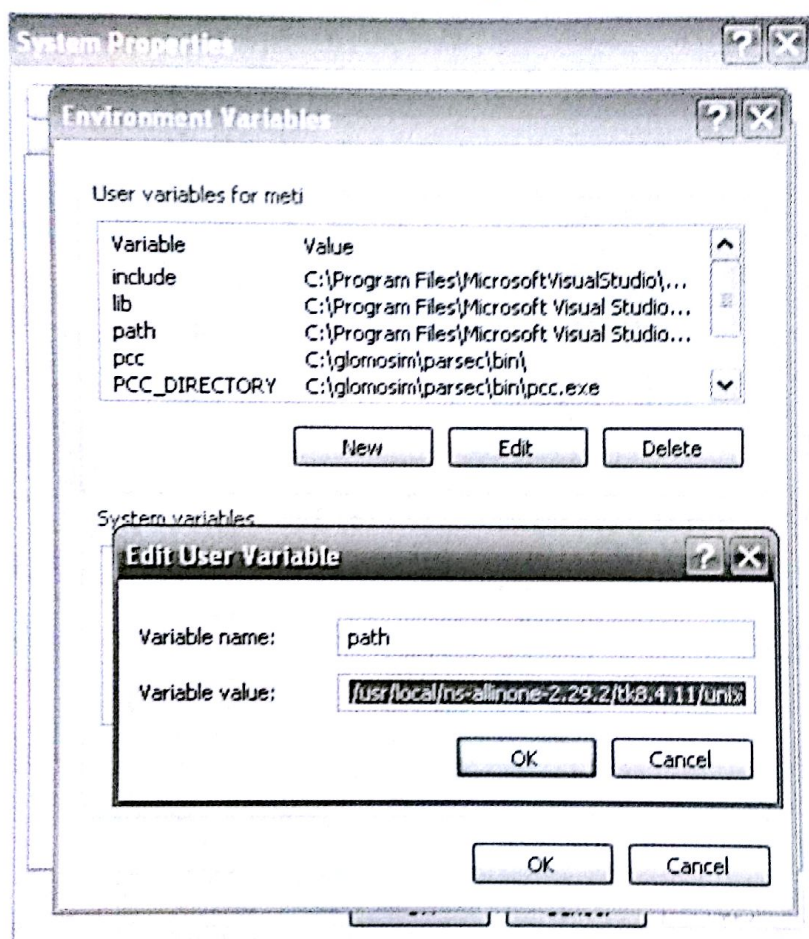 System Properties
Environment Variables
User variables for meti
Variable Value
include C:\Program Files\MicrosoftVisualStudio\,...
lib C:\Program Files\Microsoft Visual Studio...
path C:\Program Files\Microsoft Visual Studio...
pcc C:\glomosim\parsec\bin\
PCC_DIRECTORY C:\glomosim\parsec\bin\pcc.exe
New Edit Delete
System variables
Edit User Variable
Variable name: path
Variable value: /usr/local/ns-allinone-2.29.2/tk8.4.11/unix
OK Cancel
OK Cancel